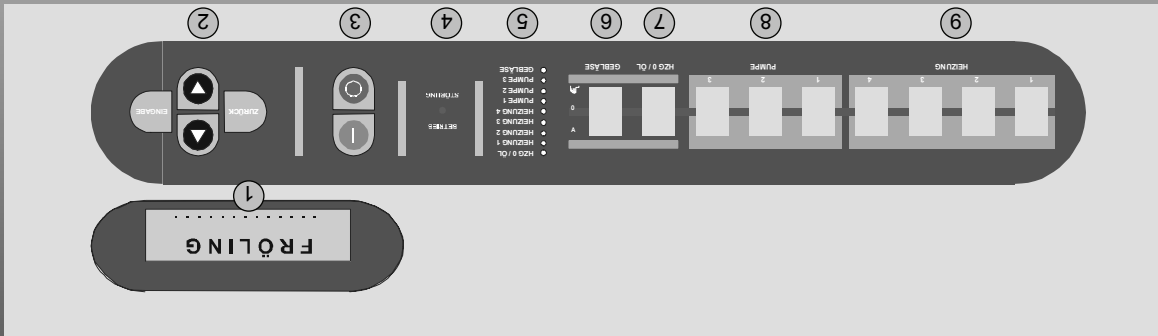 FRÖLING
1
HZG 0 / ÖL
HEIZUNG 1
HEIZUNG 2
HEIZUNG 3
HEIZUNG 4
PUMPE 1
PUMPE 2
PUMPE 3
GEBLÄSE
1 2 3 4
HEIZUNG
1 2 3
PUMPE
HZG 0 / ÖL
GEBLÄSE
A
0
BETRIEB
STÖRUNG
I
O
ZURÜCK
EINGABE
9 8 7 6 5 4 3 2